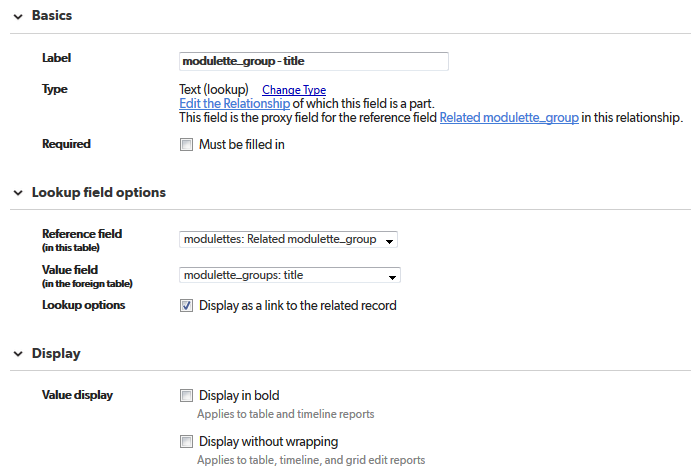 Basics
Label modulette_group - title
Type Text (lookup) Change Type
Edit the Relationship of which this field is a part.
This field is the proxy field for the reference field Related modulette_group in this relationship.
Required Must be filled in
Lookup field options
Reference field modulettes: Related modulette_group
(in this table)
Value field modulette_groups: title
(in the foreign table)
Lookup options Display as a link to the related record
Display
Value display Display in bold
Applies to table and timeline reports
Display without wrapping
Applies to table, timeline, and grid edit reports